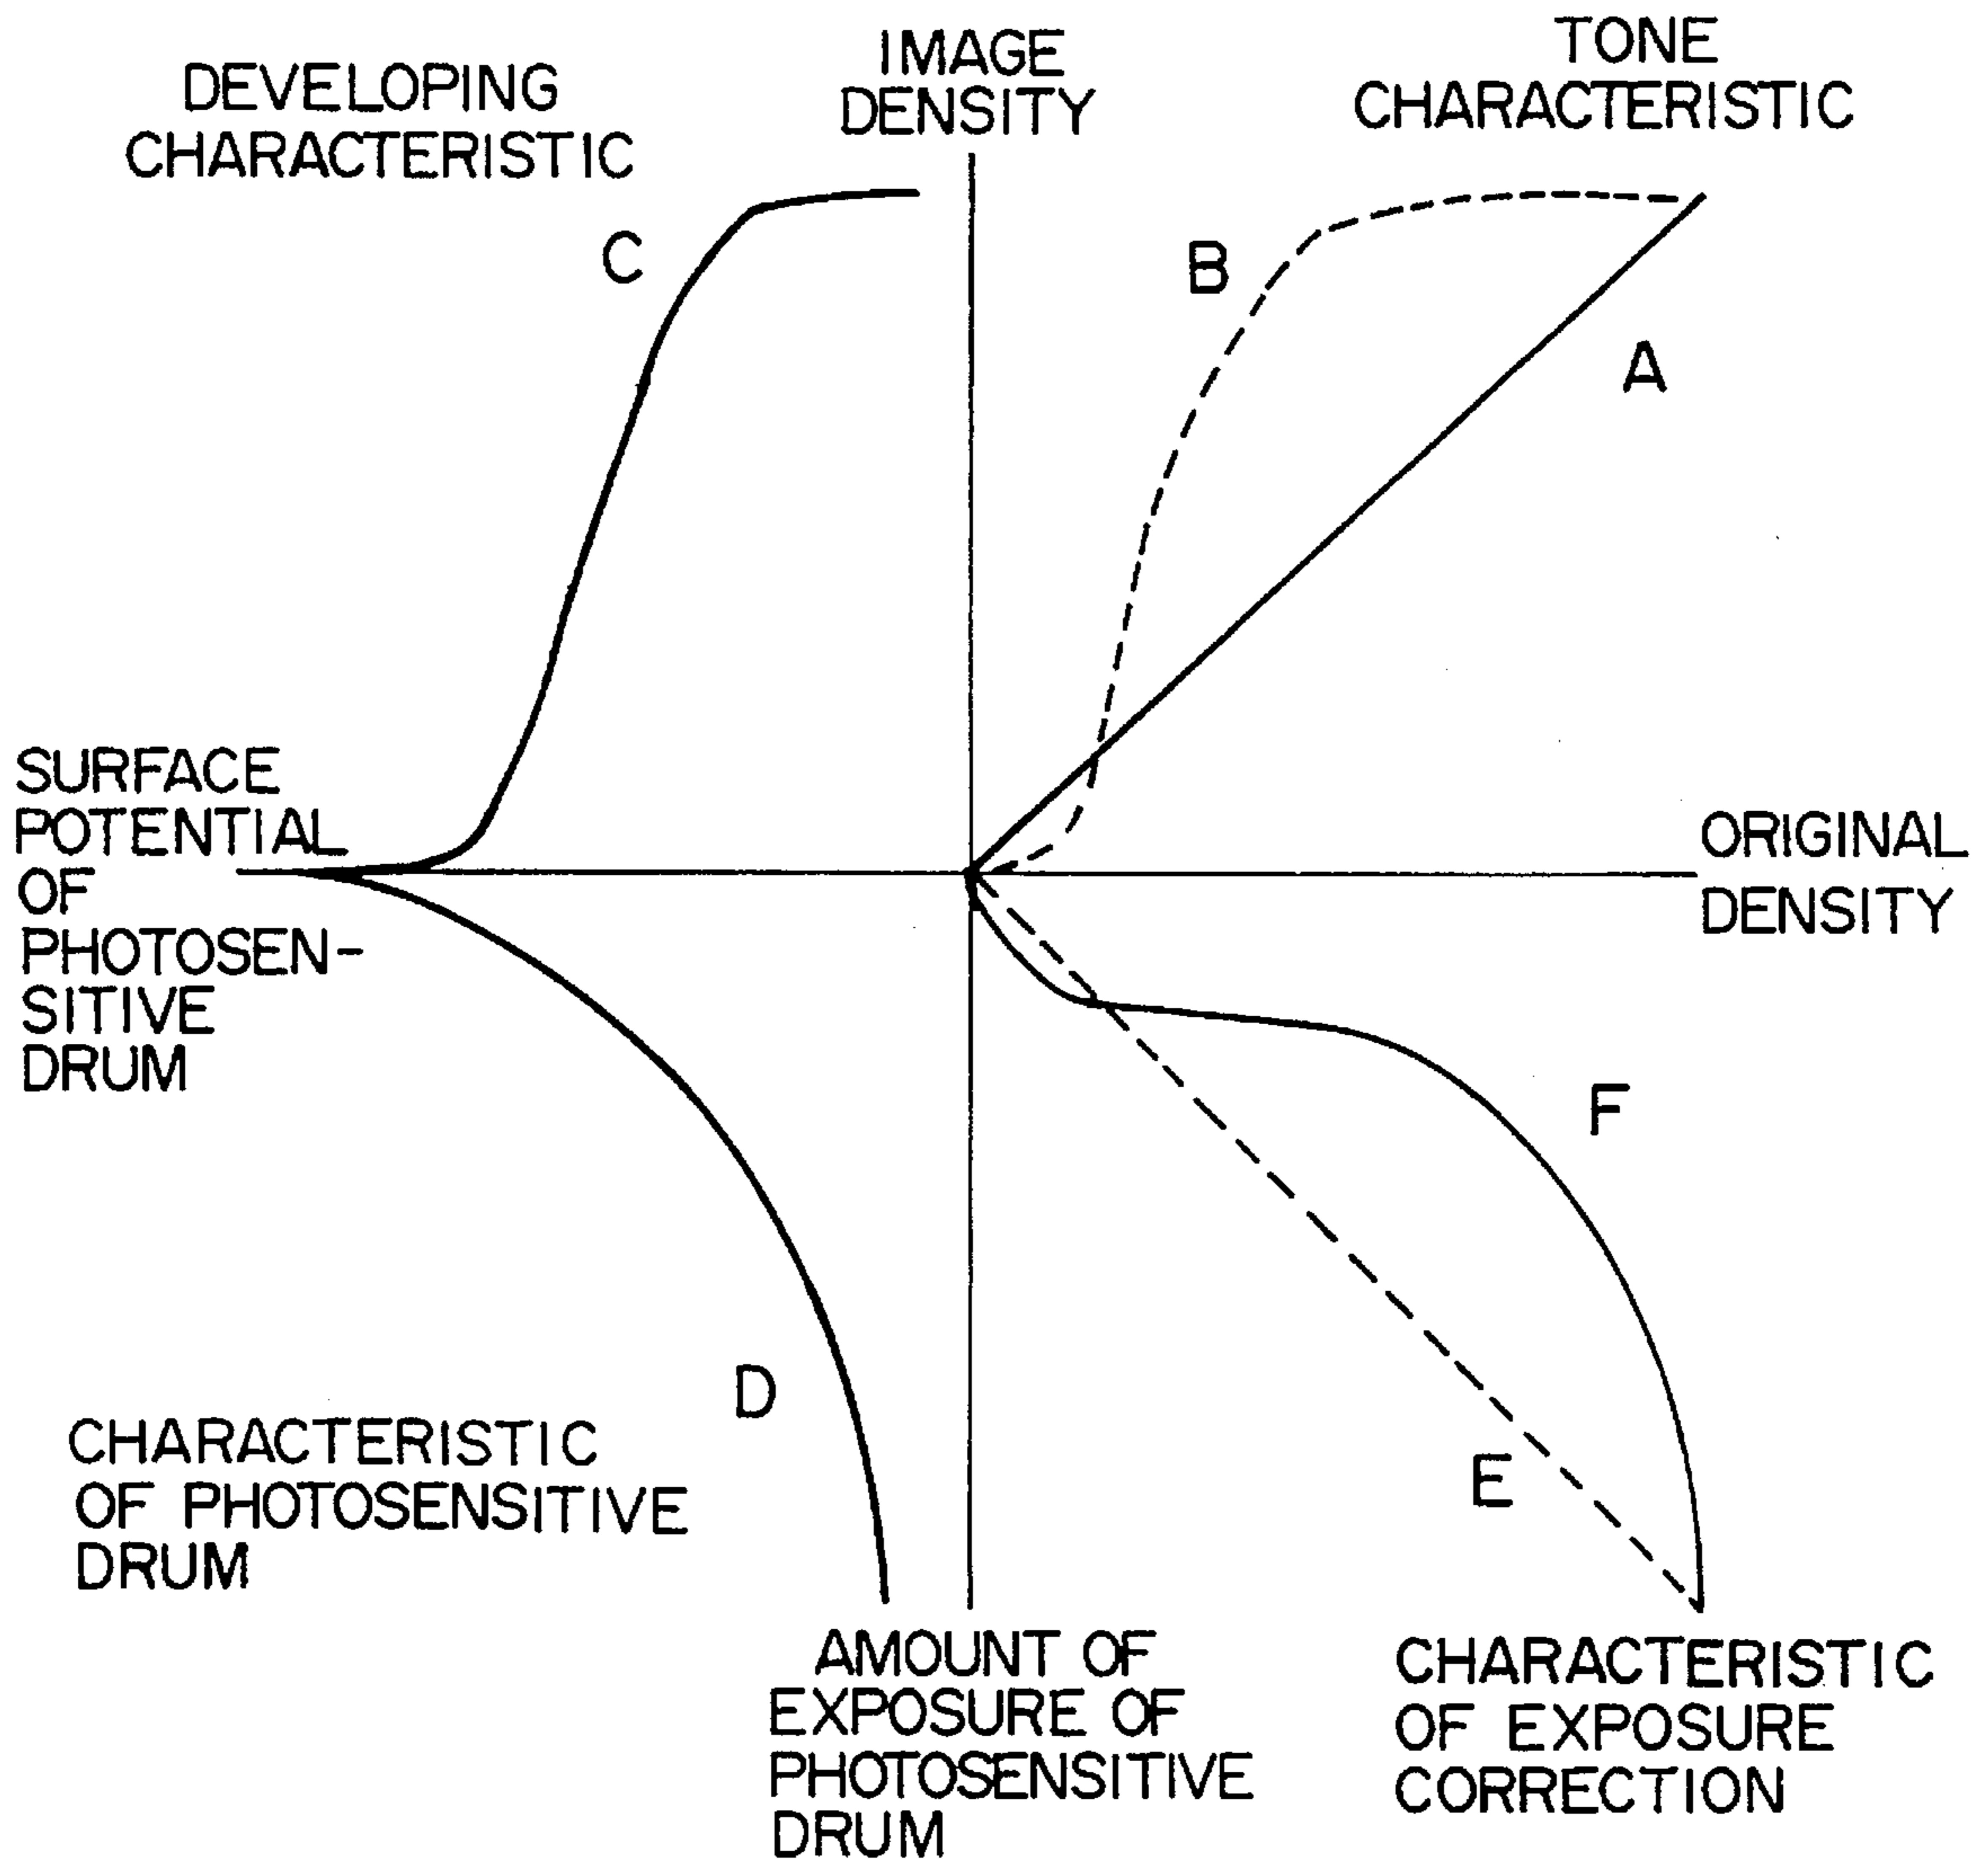 DEVELOPING
CHARACTERISTIC
IMAGE
DENSITY
TONE
CHARACTERISTIC
C
B
A
SURFACE
POTENTIAL
OF
PHOTOSEN-
SITIVE
DRUM
ORIGINAL
DENSITY
F
D
E
CHARACTERISTIC
OF PHOTOSENSITIVE
DRUM
AMOUNT OF
EXPOSURE OF
PHOTOSENSITIVE
DRUM
CHARACTERISTIC
OF EXPOSURE
CORRECTION